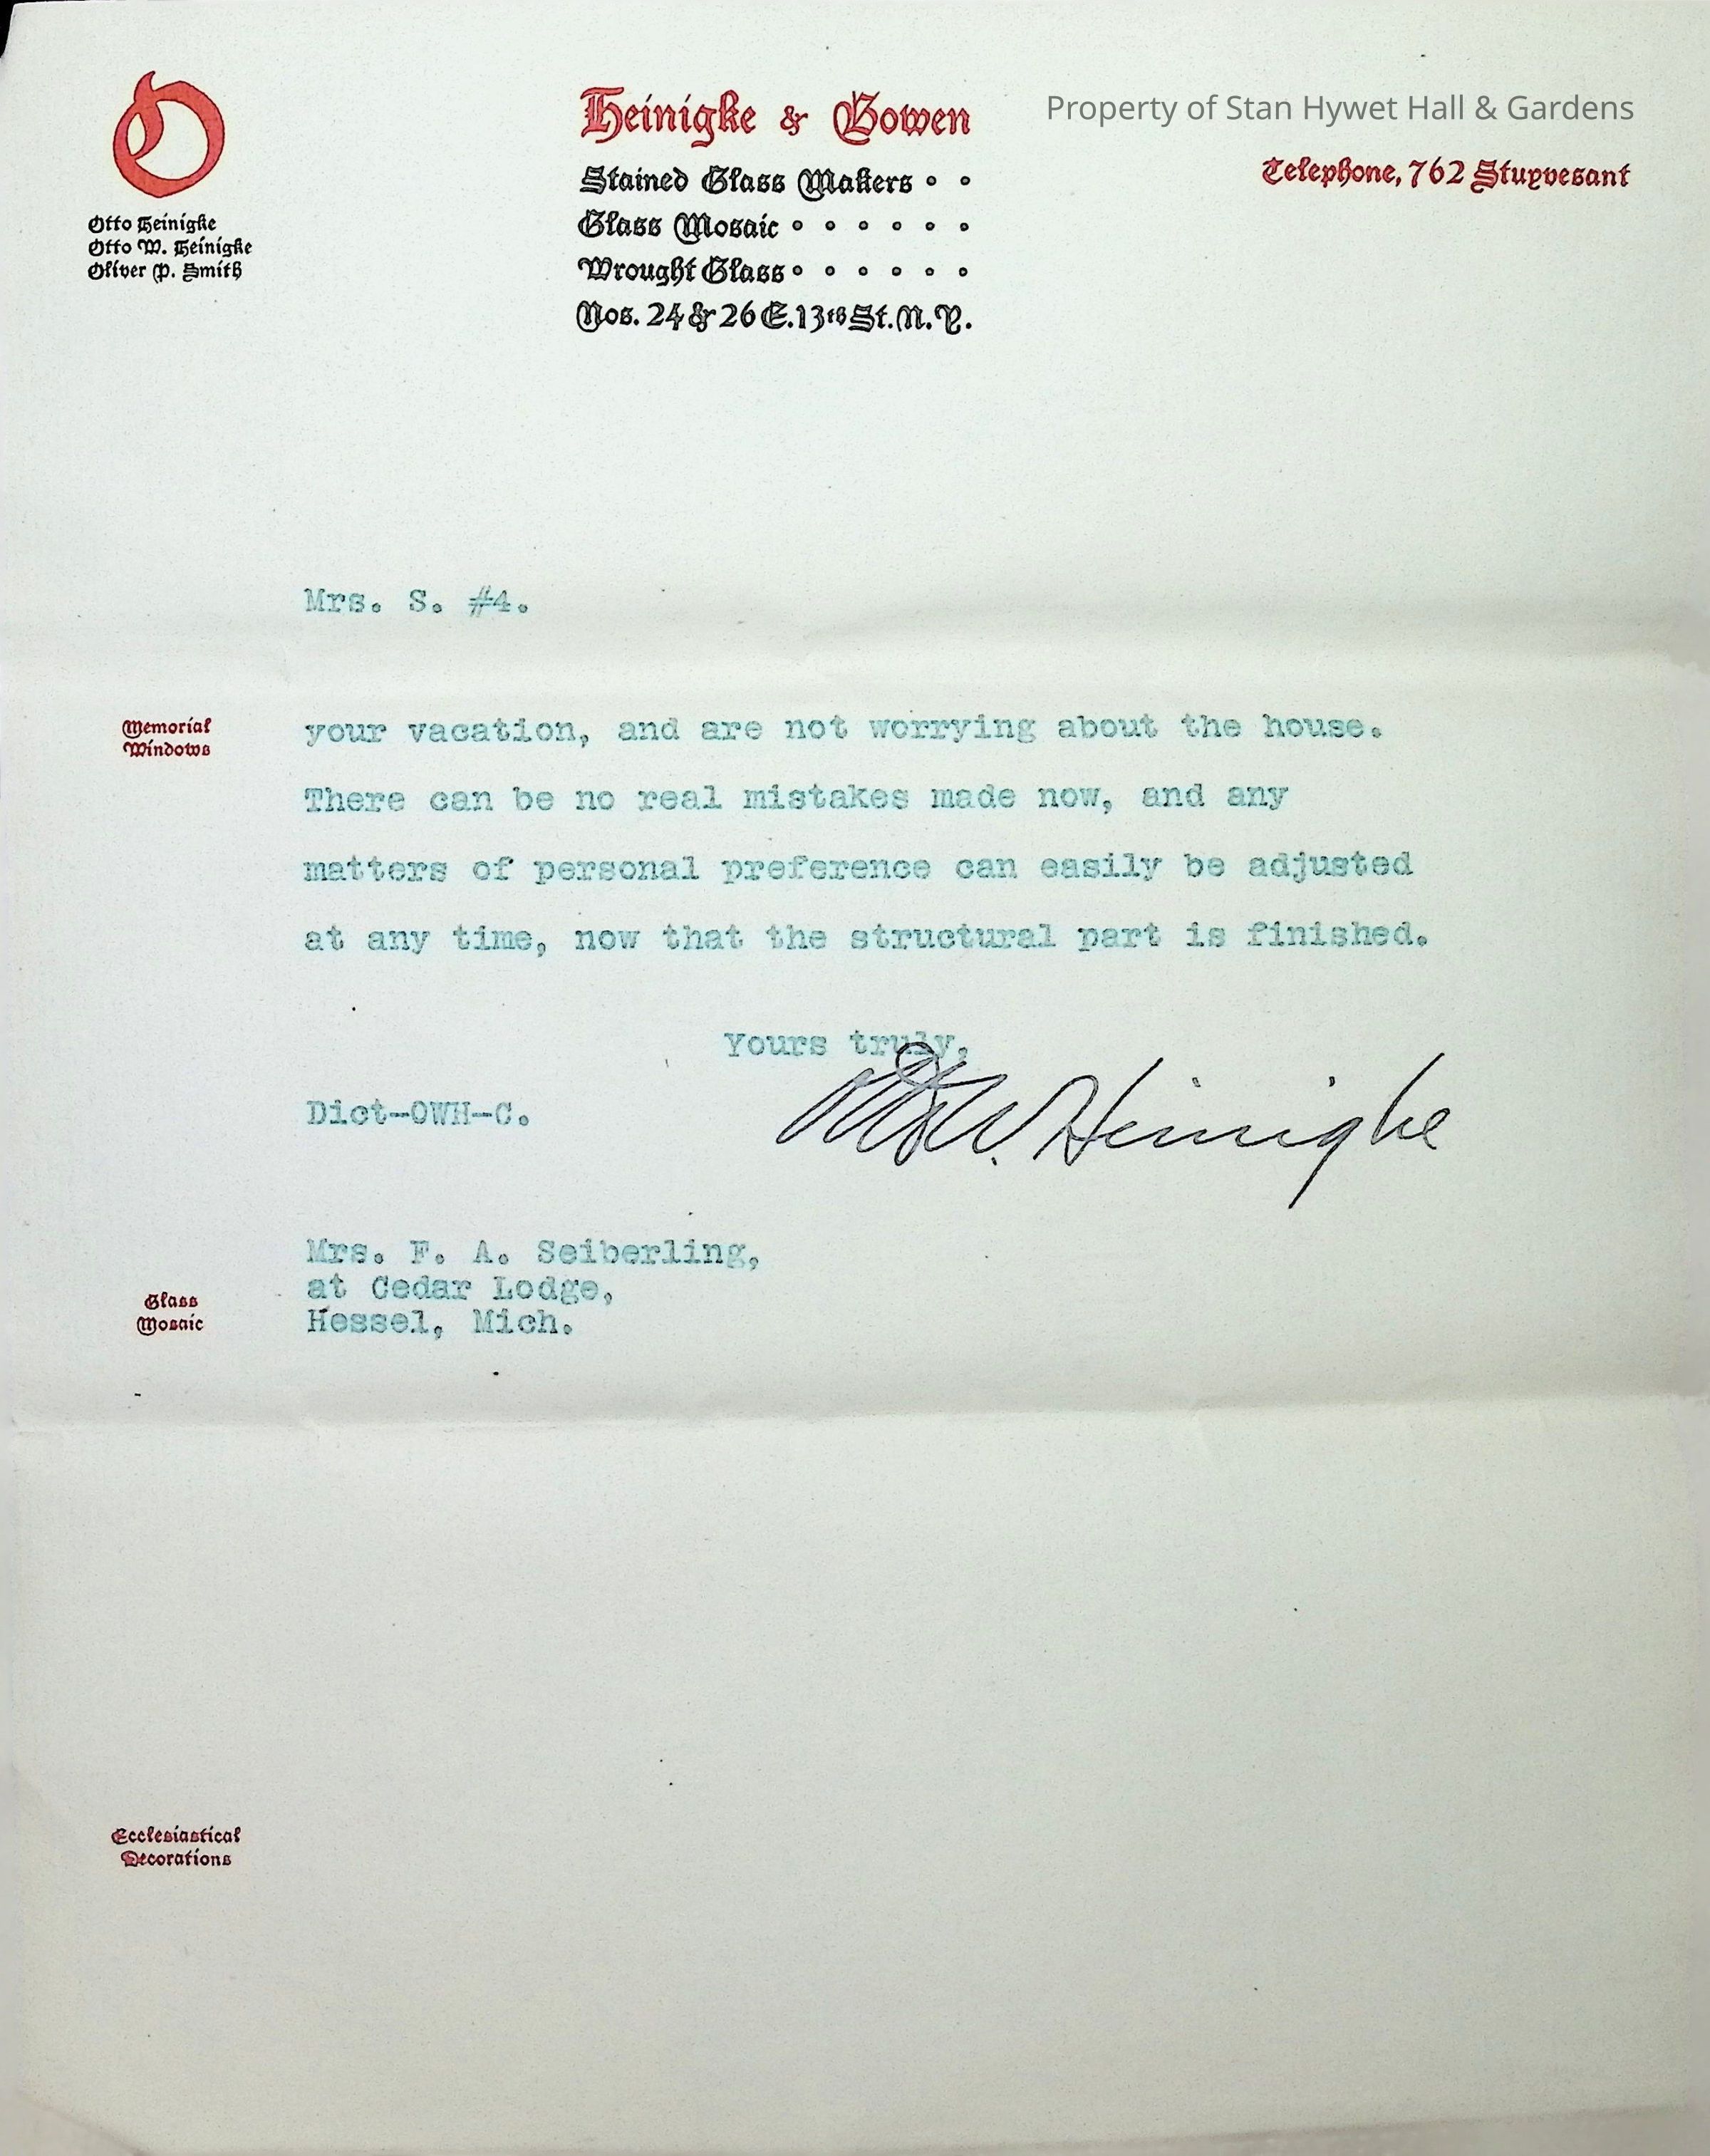 O
Otto Heinigke
Otto W. Heinigke
Oliver P. Smith
Heinigke & Bowen
Stained Glass Makers
Glass Mosaic
Wrought Glass
Nos. 24 & 26 E. 13th St. N. Y.
Property of Stan Hywet Hall & Gardens
Telephone, 762 Stuyvesant
Mrs. S. #4.
Memorial
Windows
your vacation, and are not worrying about the house.
There can be no real mistakes made now, and any
matters of personal preference can easily be adjusted
at any time, now that the structural part is finished.
Yours truly,
Otto W. Heinigke
Dict-OWH-C.
Mrs. F. A. Seiberling,
at Cedar Lodge,
Hessel, Mich.
Glass
Mosaic
Ecclesiastical
Decorations